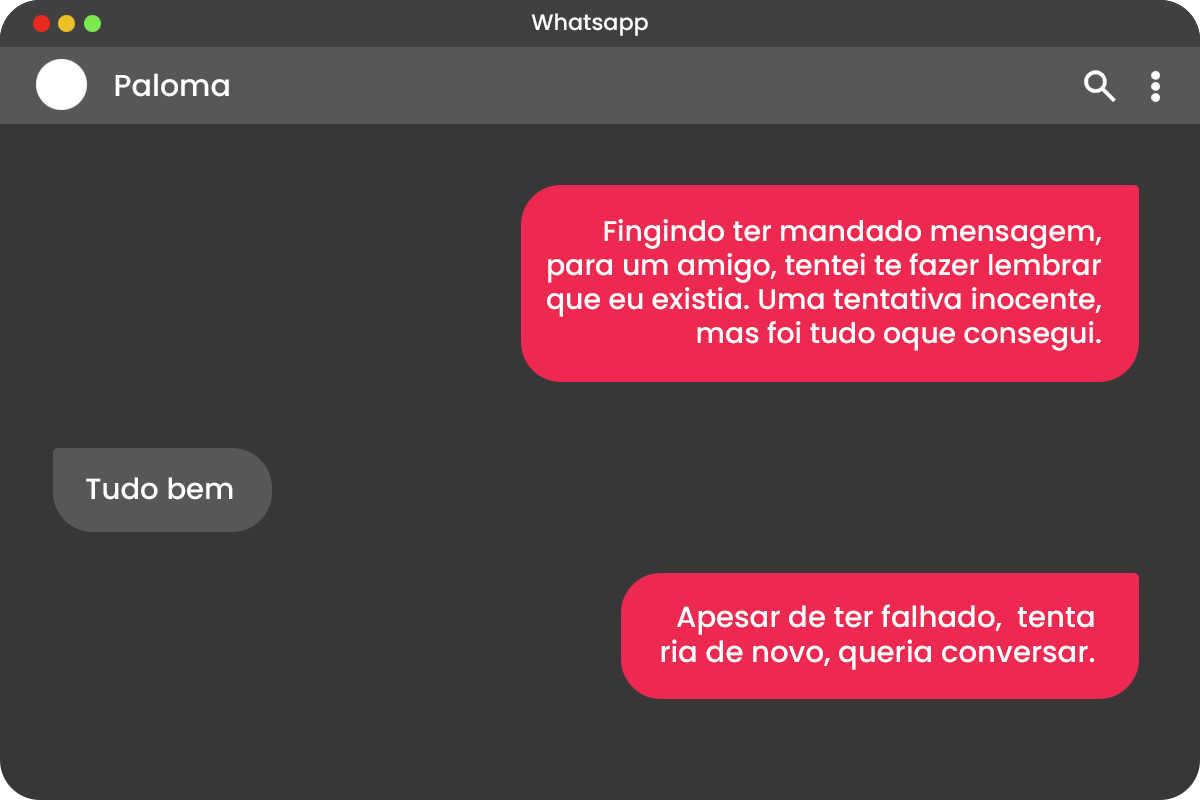 Whatsapp
Paloma
Fingindo ter mandado mensagem,
para um amigo, tentei te fazer lembrar
que eu existia. Uma tentativa inocente,
mas foi tudo oque consegui.
Tudo bem
Apesar de ter falhado,  tenta
ria de novo, queria conversar.